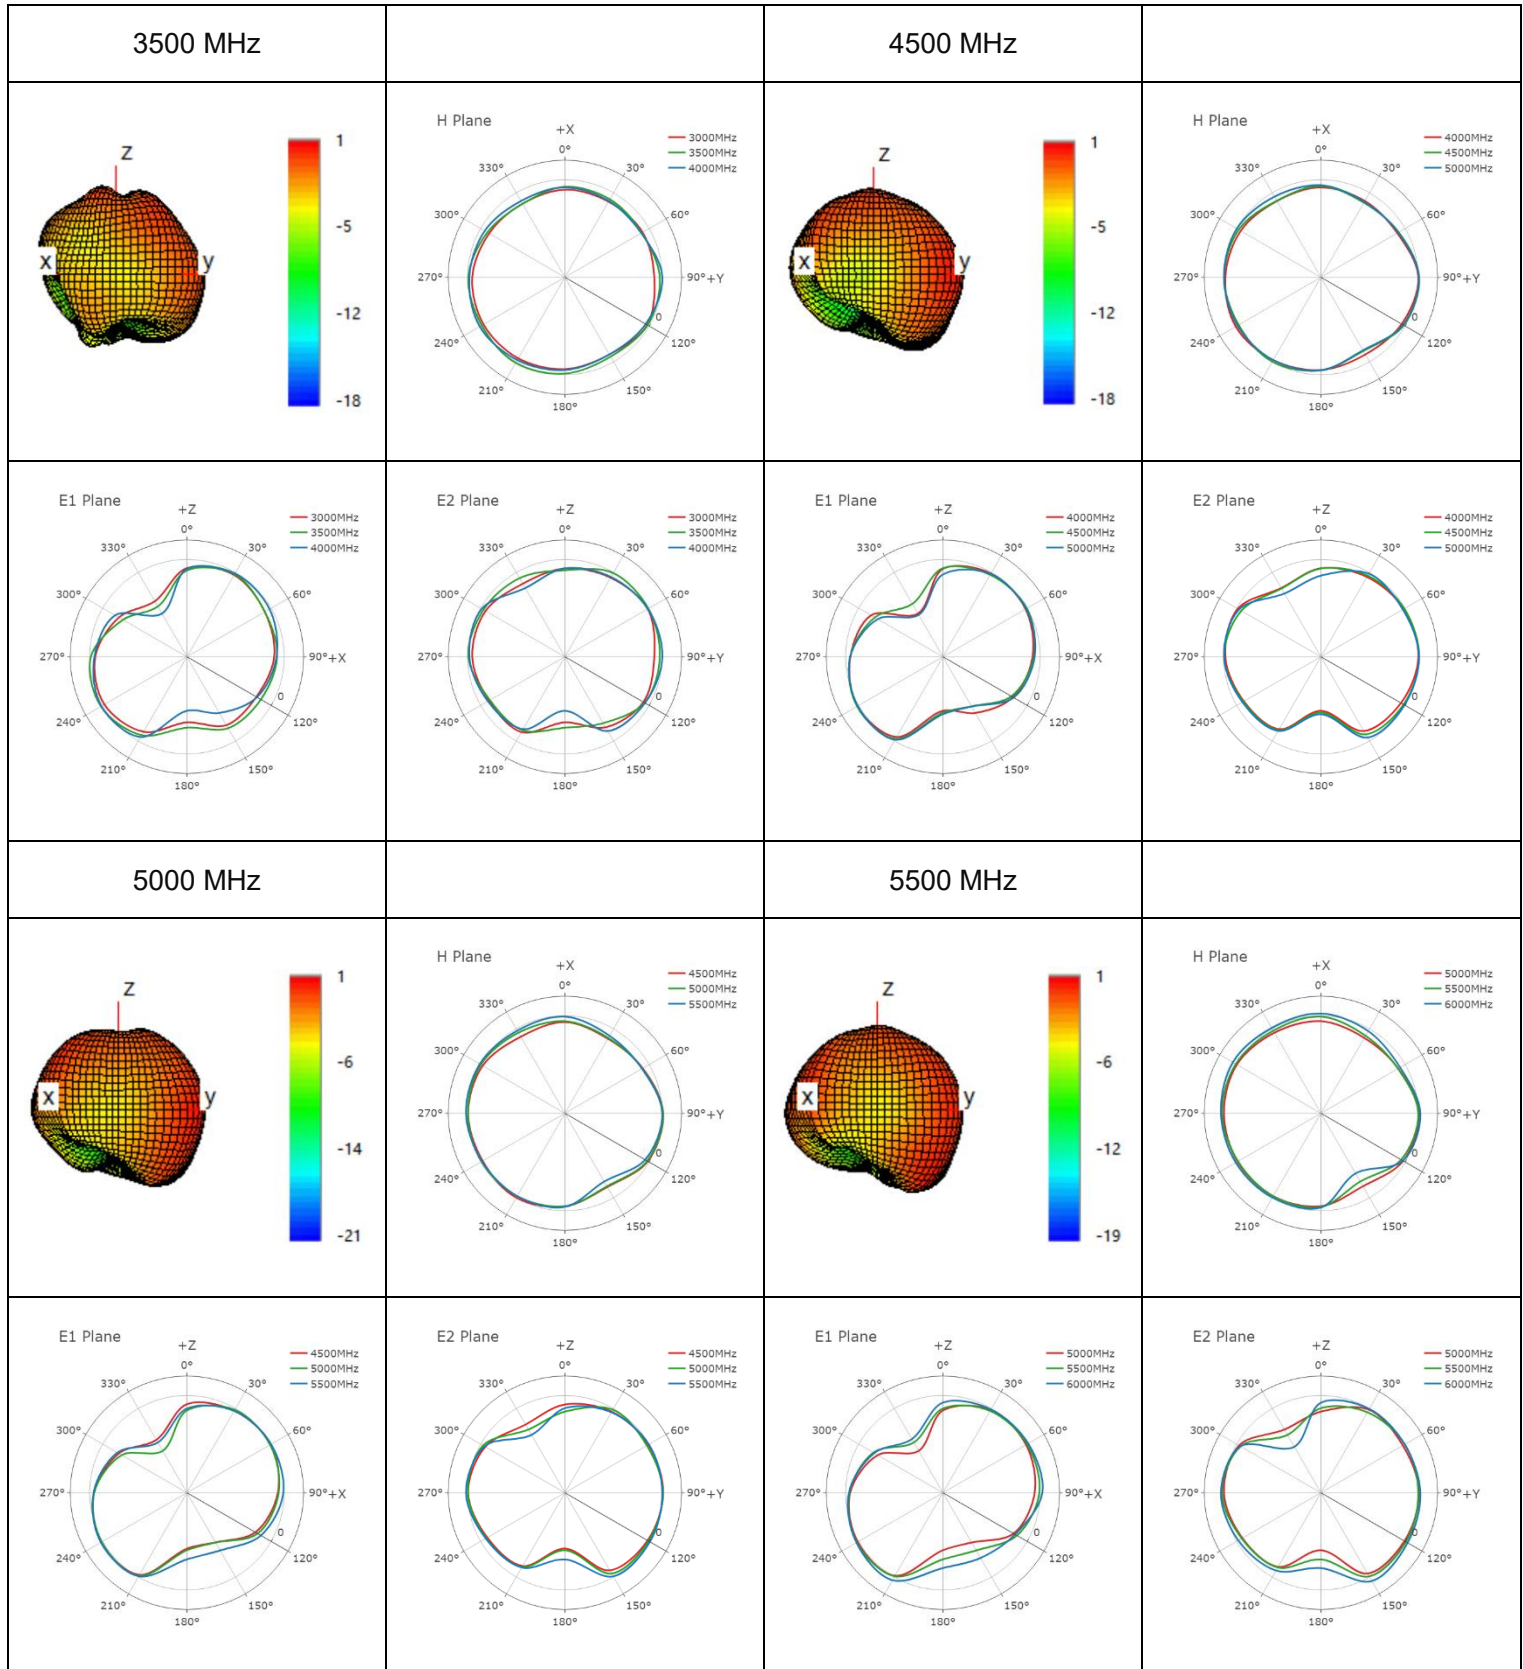 3500 MHz
4500 MHz
Z
X
y
1
-5
-12
-18
H Plane
+X
0°
30°
60°
90°+Y
120°
150°
180°
210°
240°
270°
300°
330°
0
3000MHz
3500MHz
4000MHz
Z
X
y
1
-5
-12
-18
H Plane
+X
0°
30°
60°
90°+Y
120°
150°
180°
210°
240°
270°
300°
330°
0
4000MHz
4500MHz
5000MHz
E1 Plane
+Z
0°
30°
60°
90°+X
120°
150°
180°
210°
240°
270°
300°
330°
0
3000MHz
3500MHz
4000MHz
E2 Plane
+Z
0°
30°
60°
90°+Y
120°
150°
180°
210°
240°
270°
300°
330°
0
3000MHz
3500MHz
4000MHz
E1 Plane
+Z
0°
30°
60°
90°+X
120°
150°
180°
210°
240°
270°
300°
330°
0
4000MHz
4500MHz
5000MHz
E2 Plane
+Z
0°
30°
60°
90°+Y
120°
150°
180°
210°
240°
270°
300°
330°
0
4000MHz
4500MHz
5000MHz
5000 MHz
5500 MHz
Z
X
y
1
-6
-14
-21
H Plane
+X
0°
30°
60°
90°+Y
120°
150°
180°
210°
240°
270°
300°
330°
0
4500MHz
5000MHz
5500MHz
Z
X
y
1
-6
-12
-19
H Plane
+X
0°
30°
60°
90°+Y
120°
150°
180°
210°
240°
270°
300°
330°
0
5000MHz
5500MHz
6000MHz
E1 Plane
+Z
0°
30°
60°
90°+X
120°
150°
180°
210°
240°
270°
300°
330°
0
4500MHz
5000MHz
5500MHz
E2 Plane
+Z
0°
30°
60°
90°+Y
120°
150°
180°
210°
240°
270°
300°
330°
0
4500MHz
5000MHz
5500MHz
E1 Plane
+Z
0°
30°
60°
90°+X
120°
150°
180°
210°
240°
270°
300°
330°
0
5000MHz
5500MHz
6000MHz
E2 Plane
+Z
0°
30°
60°
90°+Y
120°
150°
180°
210°
240°
270°
300°
330°
0
5000MHz
5500MHz
6000MHz